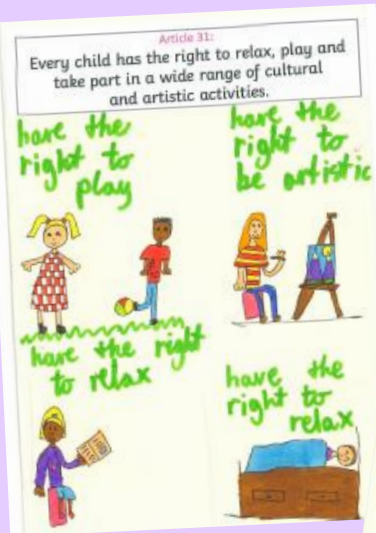 Article 31:
Every child has the right to relax, play and
take part in a wide range of cultural
and artistic activities.
have the
right to
play
have the
right to
be artistic
have the right
to relax
have the
right to
relax